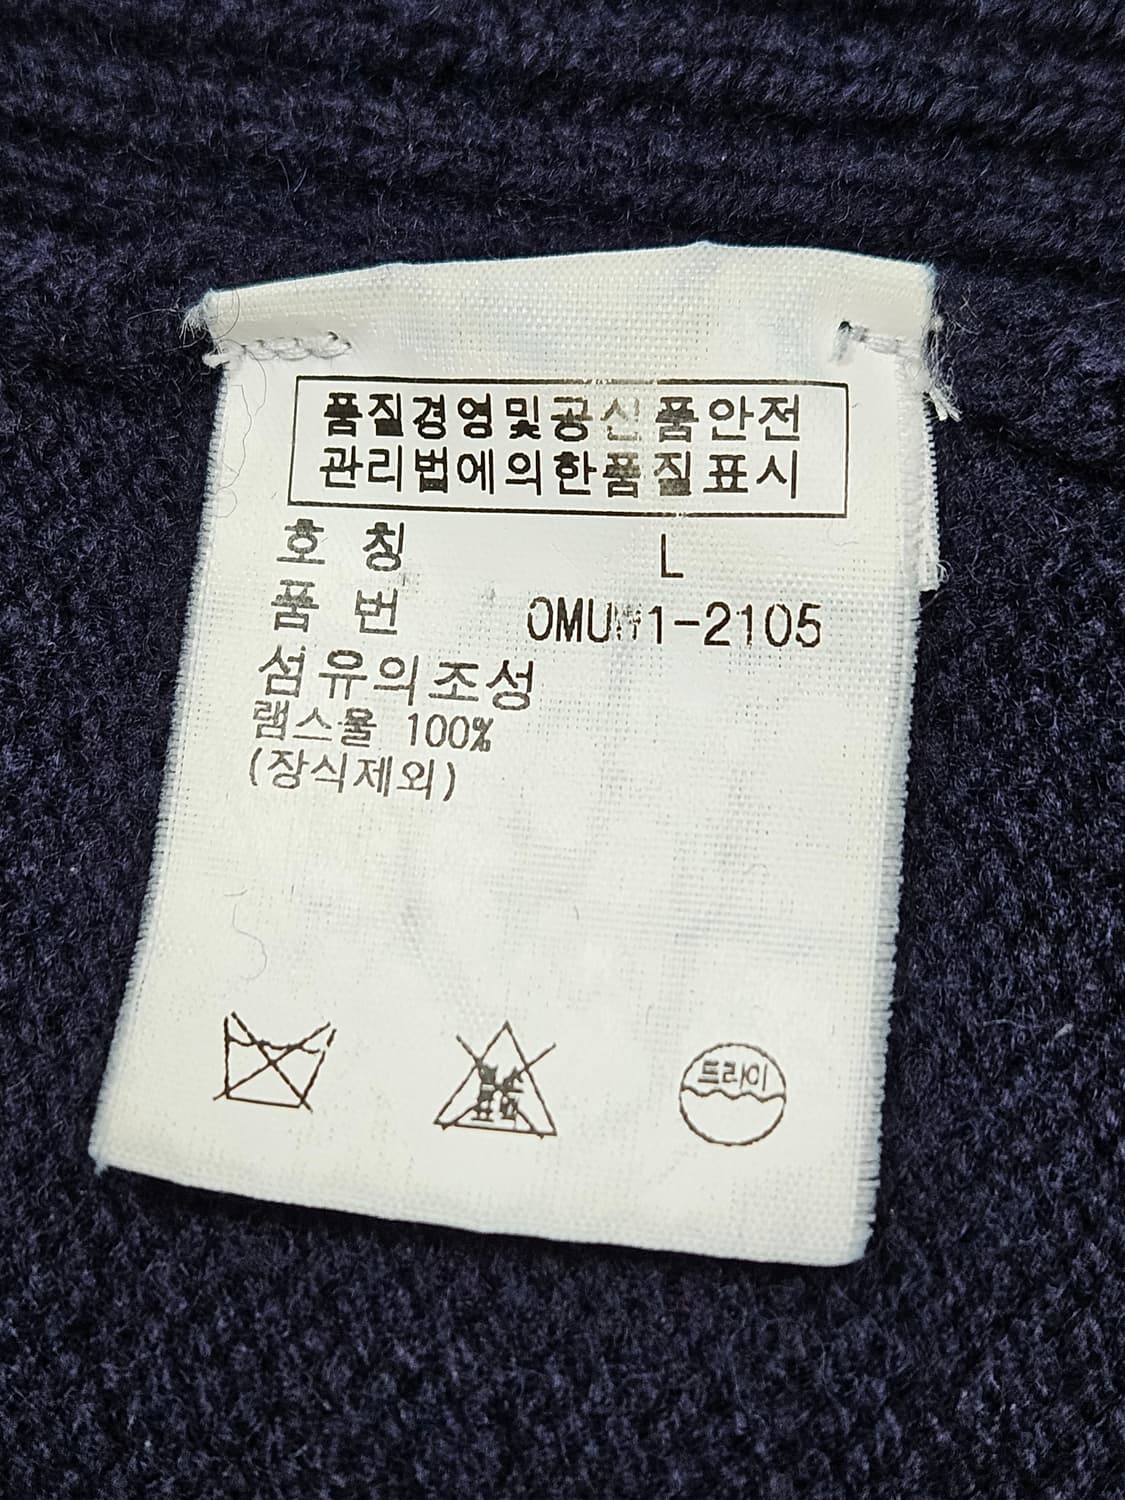 품질경영및공산품안전
관리법에의한품질표시
호 칭 L
품 번
섬유의조성
램스울 100%
(장식제외)
드라이